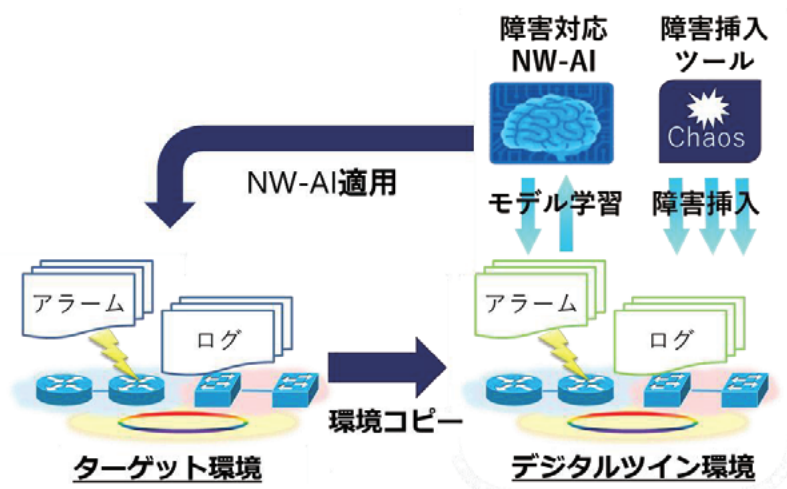 障害対応
NW-AI
障害挿入
ツール
Chaos
NW-AI適用
モデル学習
障害挿入
アラーム
ログ
アラーム
ログ
環境コピー
ターゲット環境
デジタルツイン環境